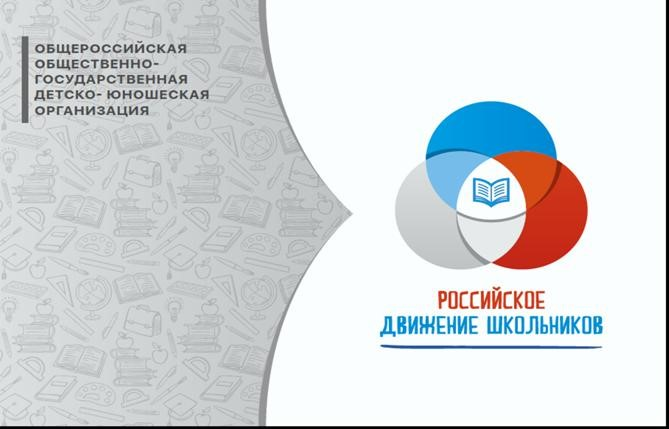 ОБЩЕРОССИЙСКАЯ
ОБЩЕСТВЕННО-
ГОСУДАРСТВЕННАЯ
ДЕТСКО- ЮНОШЕСКАЯ
ОРГАНИЗАЦИЯ
РОССИЙСКОЕ
ДВИЖЕНИЕ ШКОЛЬНИКОВ